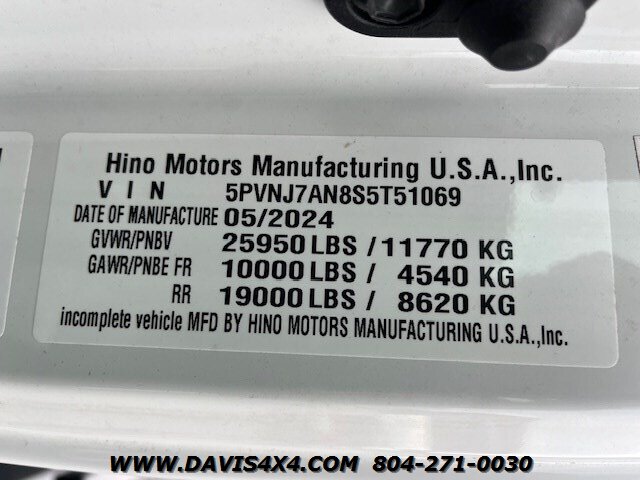 Hino Motors Manufacturing U.S.A.,Inc.
VIN 5PVNJ7AN8S5T51069
DATE OF MANUFACTURE 05/2024
GVWR/PNBV 25950 LBS / 11770 KG
GAWR/PNBE FR 10000 LBS / 4540 KG
RR 19000 LBS / 8620 KG
incomplete vehicle MFD BY HINO MOTORS MANUFACTURING U.S.A.,Inc.
WWW.DAVIS4X4.COM 804-271-0030